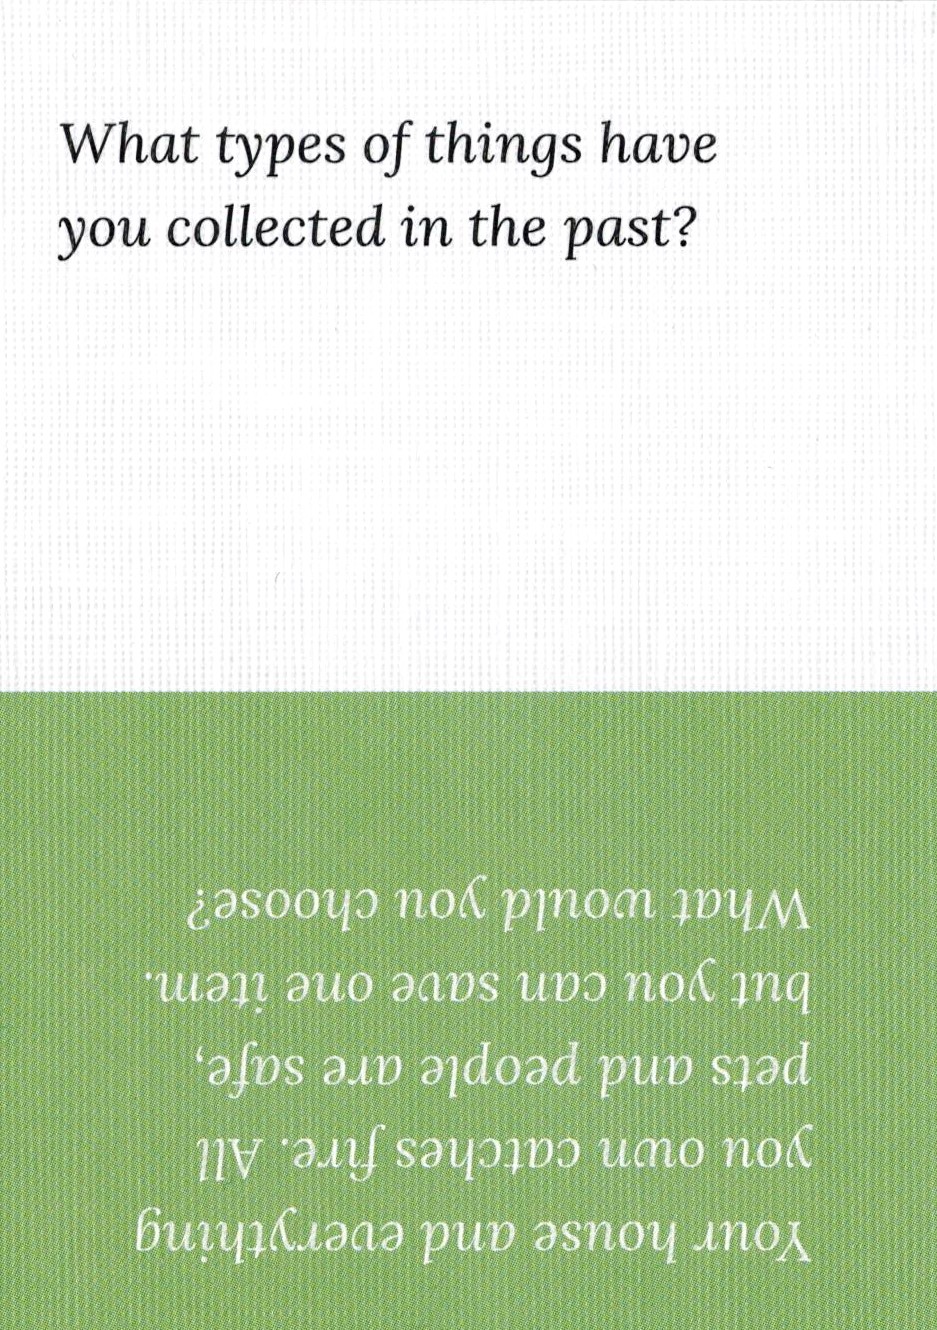 What types of things have
you collected in the past?
Your house and everything
you own catches fire. All
pets and people are safe,
but you can save one item.
What would you choose?